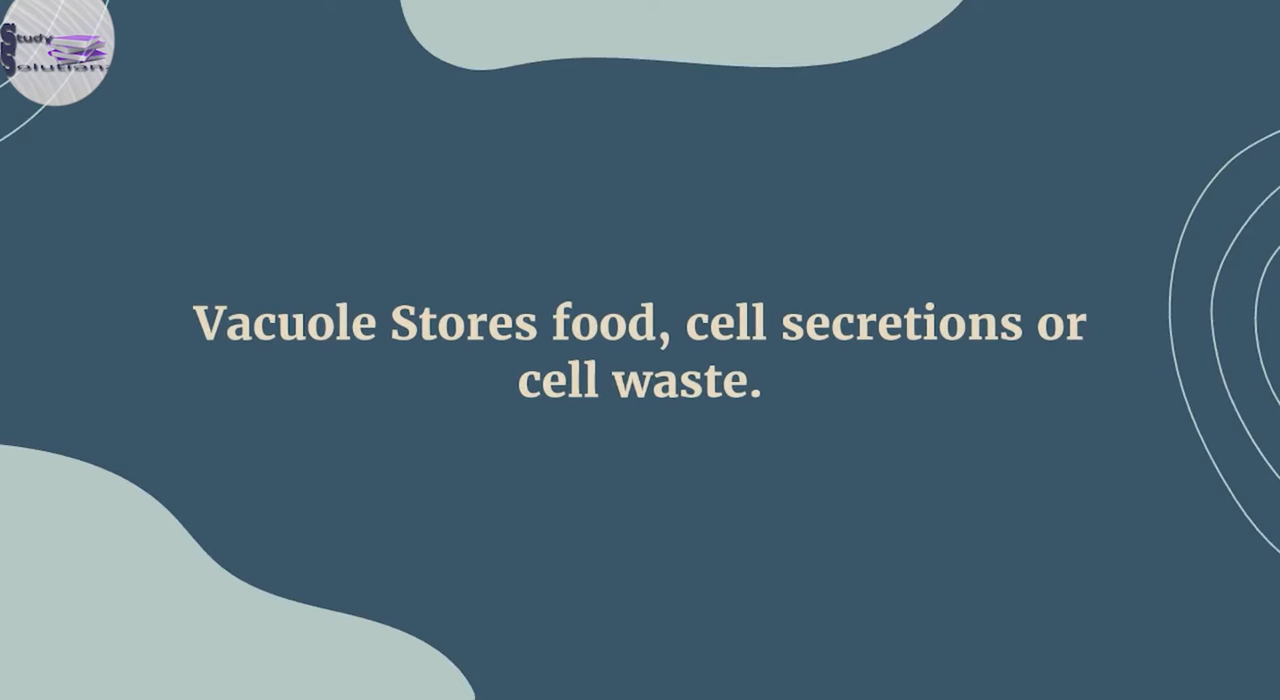 Study
Solutions
Vacuole Stores food, cell secretions or
cell waste.